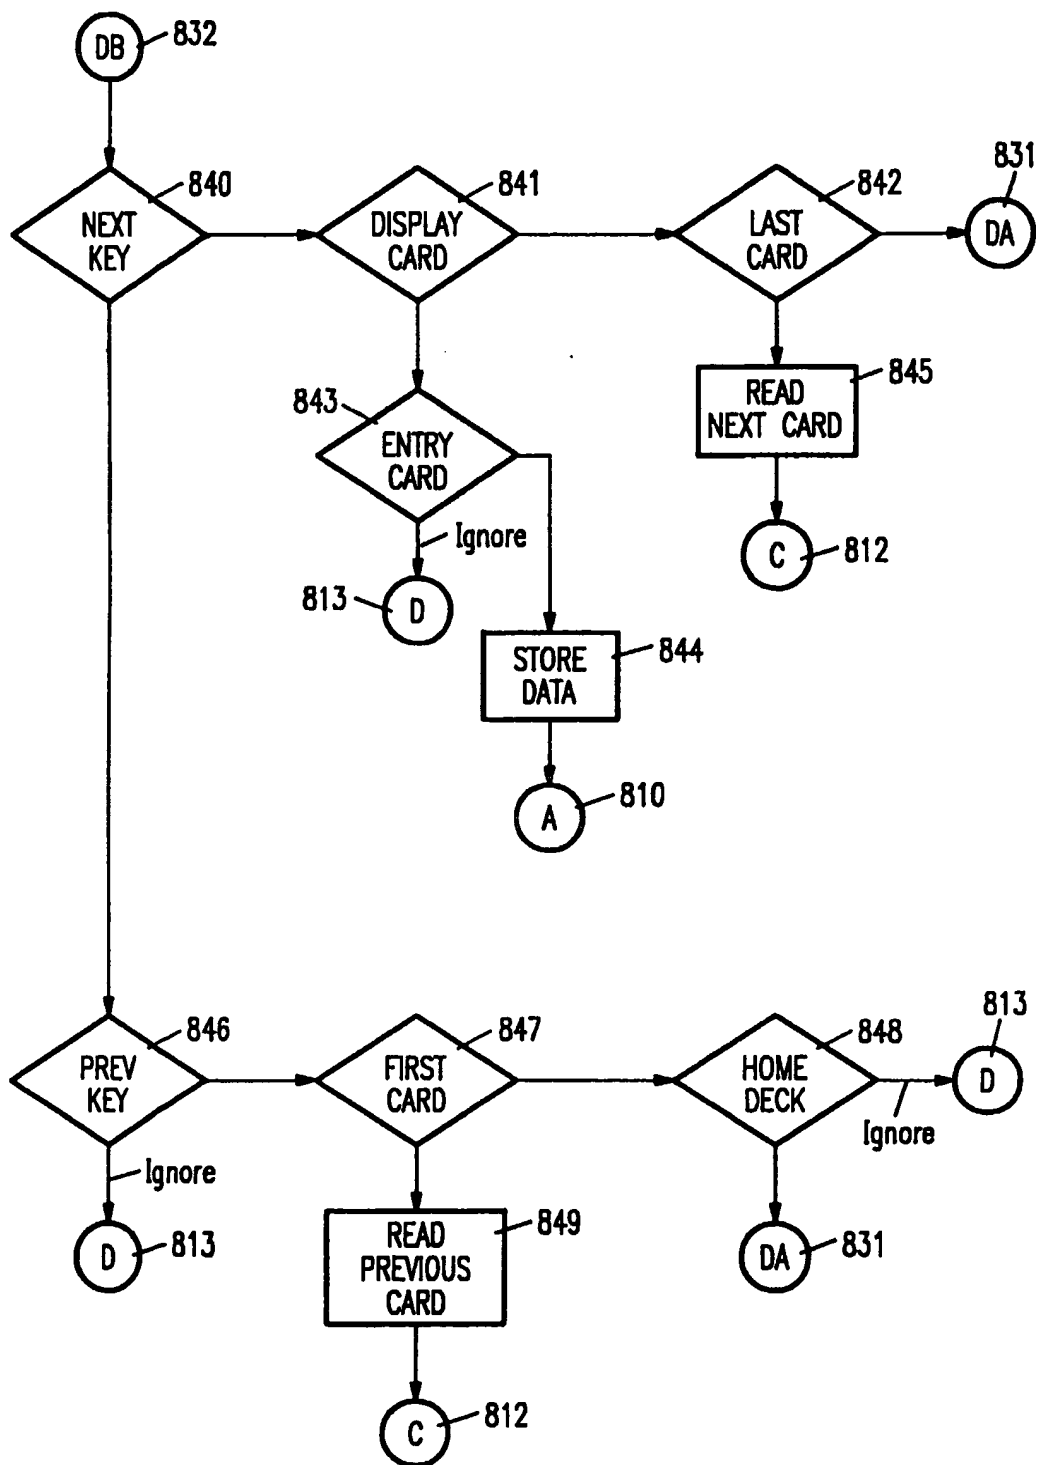 DB
832
NEXT
KEY
840
DISPLAY
CARD
841
LAST
CARD
842
831
DA
843
ENTRY
CARD
READ
NEXT CARD
845
Ignore
813
D
C
812
STORE
DATA
844
A
810
PREV
KEY
846
FIRST
CARD
847
HOME
DECK
848
813
D
Ignore
Ignore
D
813
READ
PREVIOUS
CARD
849
DA
831
C
812